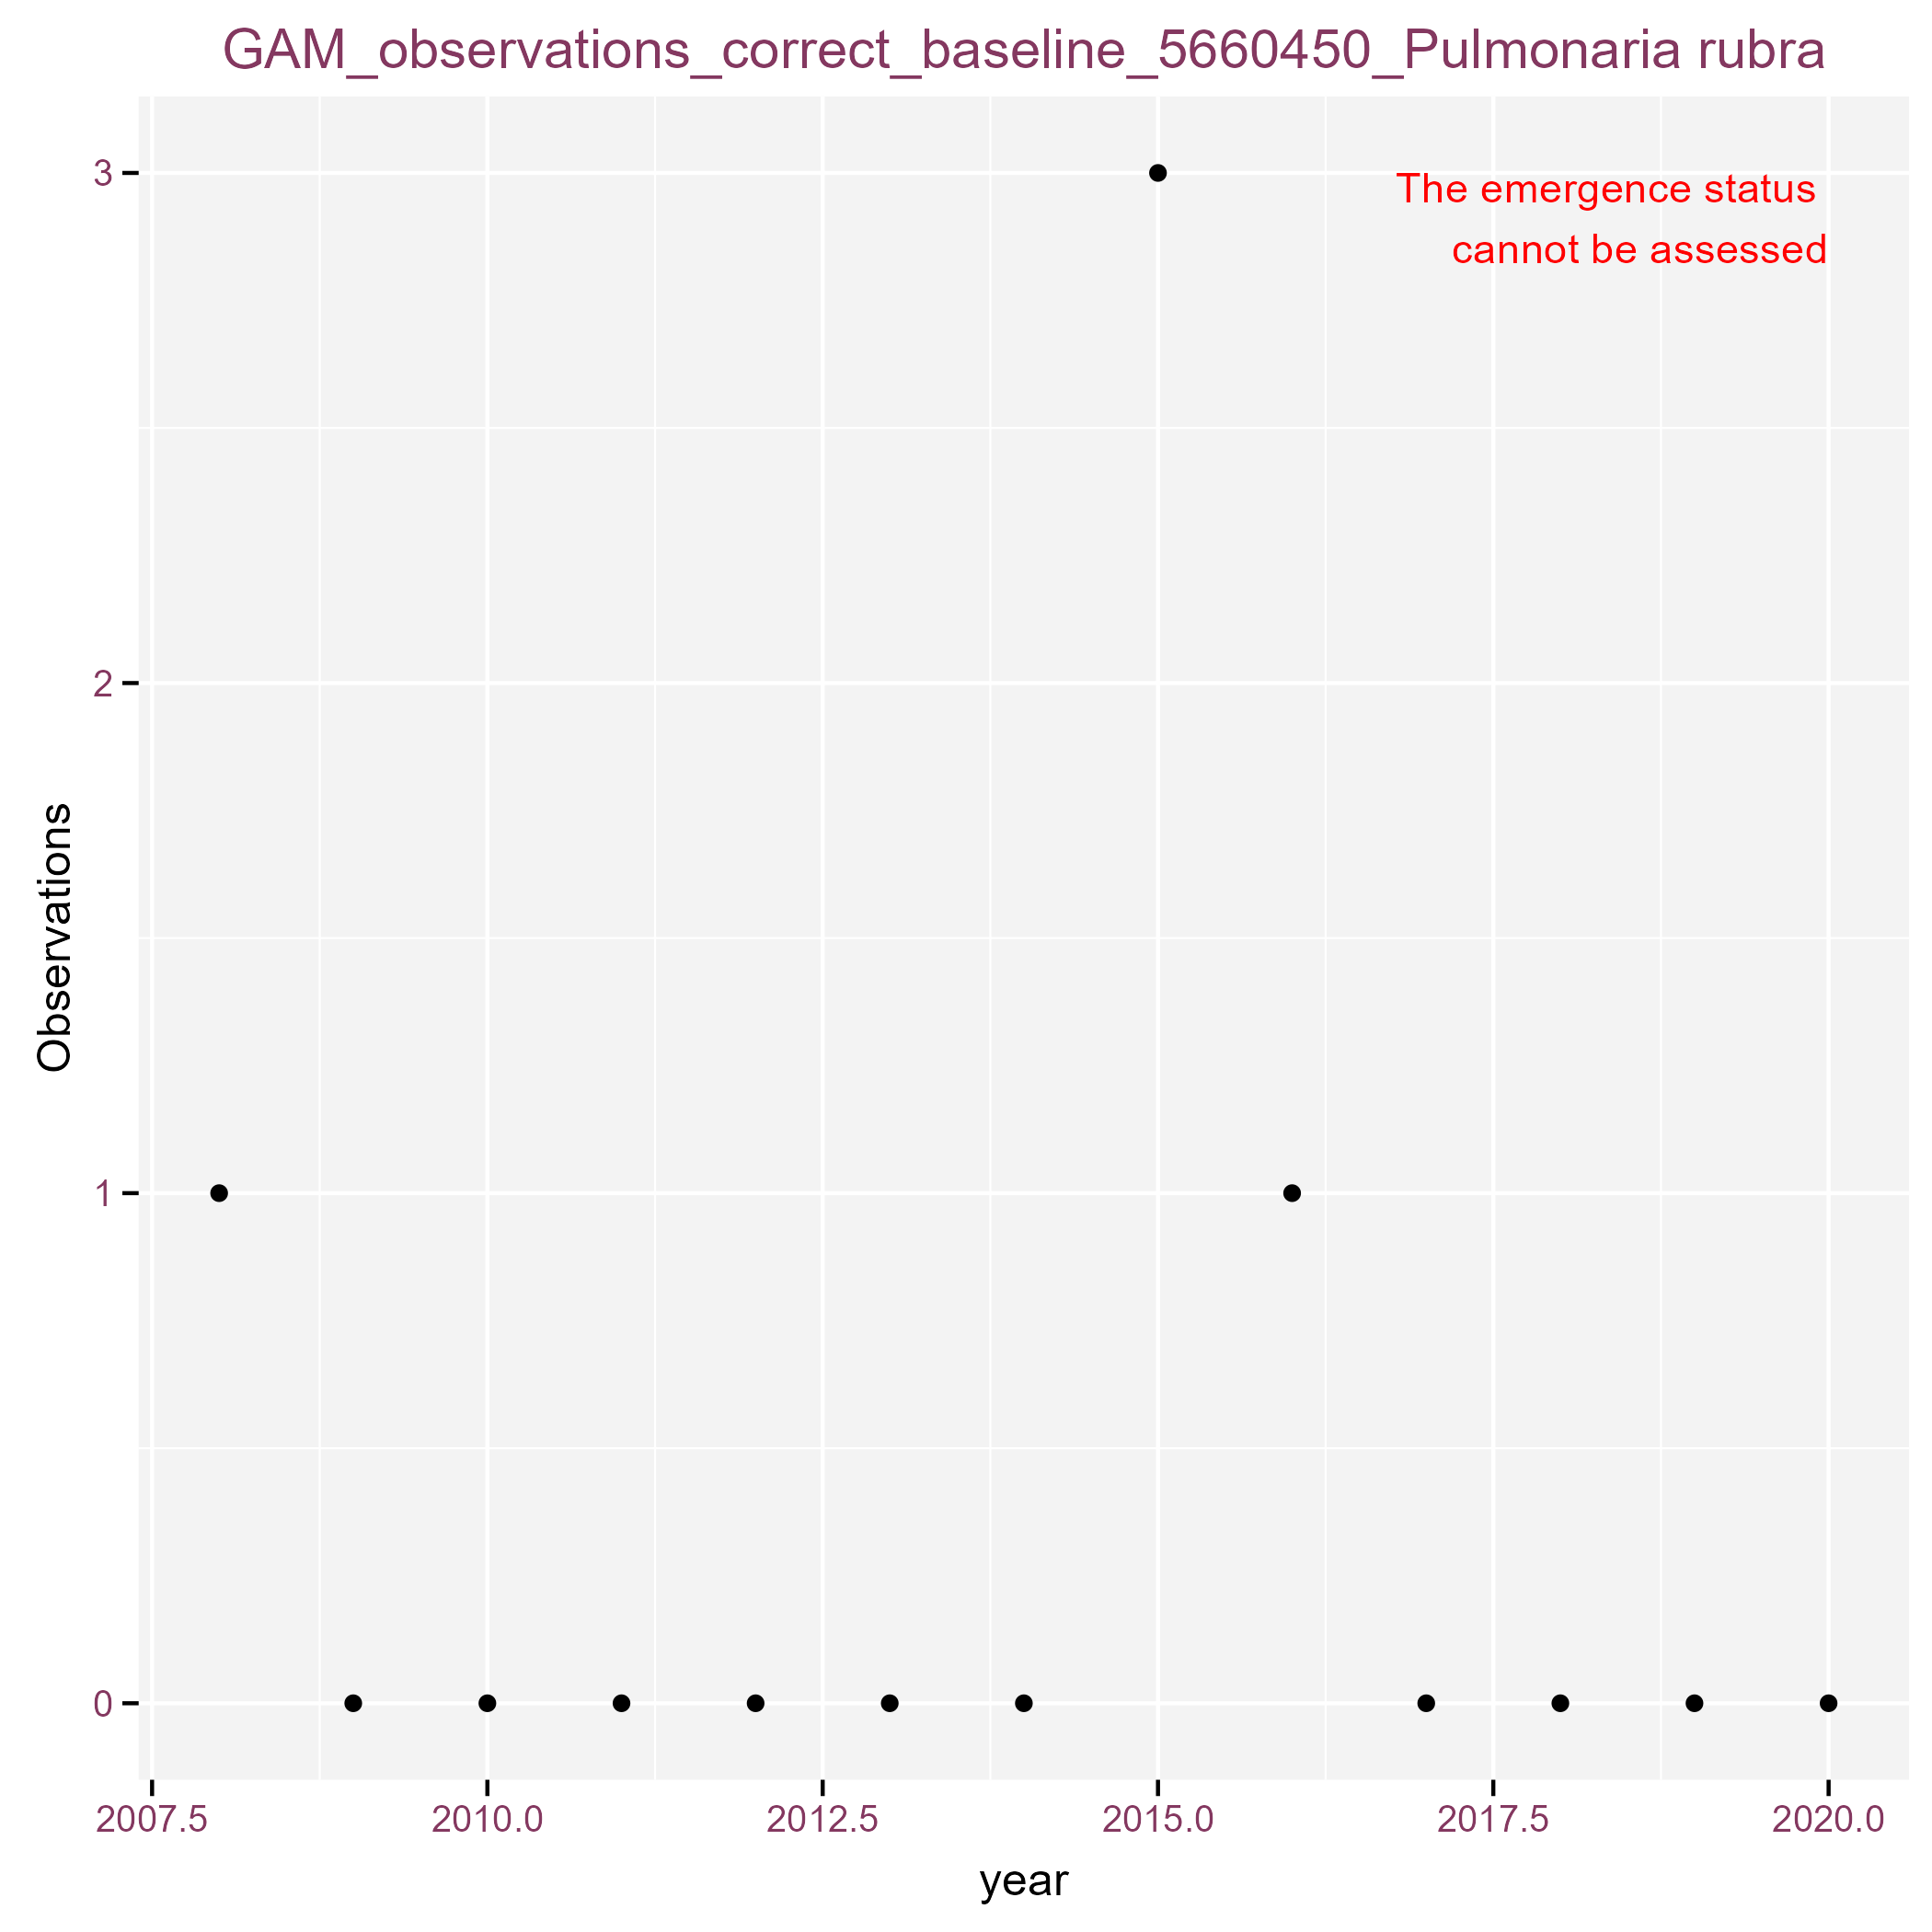 GAM_observations_correct_baseline_5660450_Pulmonaria rubra
The emergence status
cannot be assessed
3
2
1
0
Observations
2007.5 2010.0 2012.5 2015.0 2017.5 2020.0
year